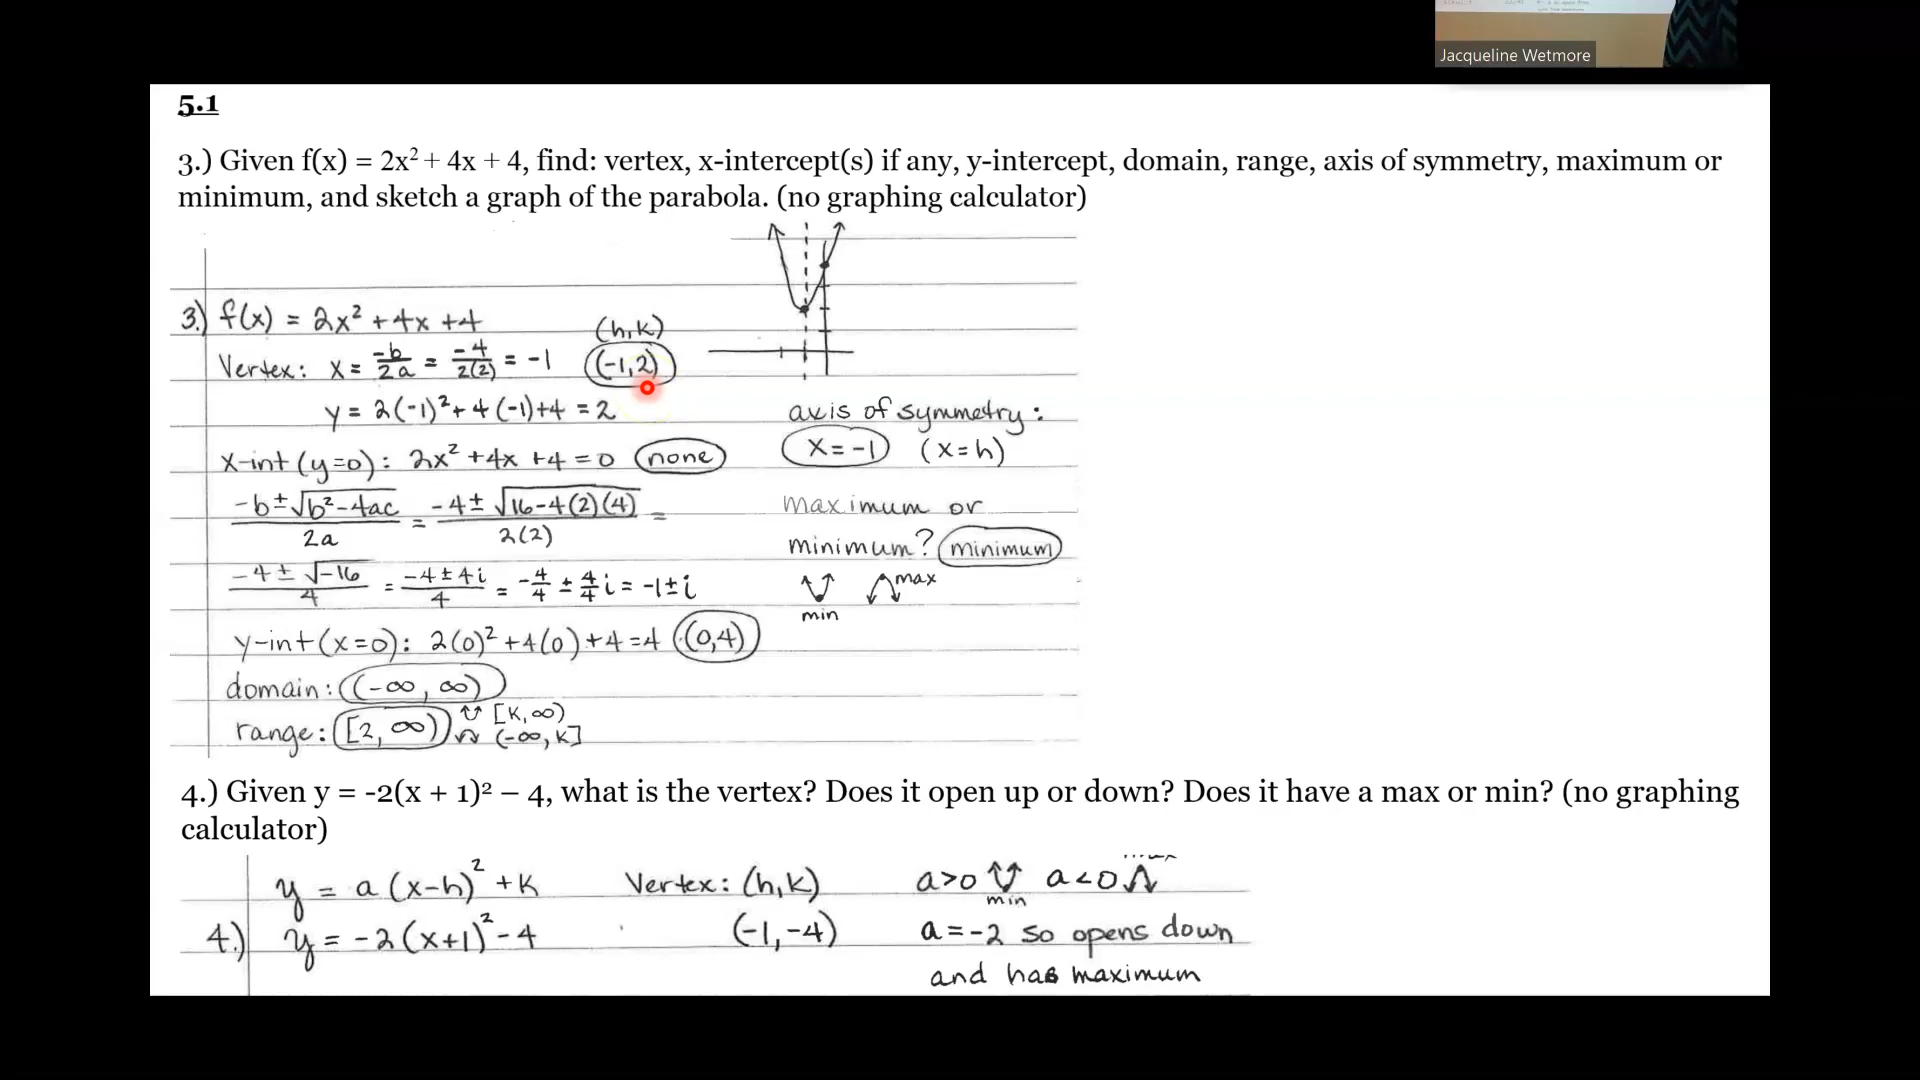 Jacqueline Wetmore
5.1
3.) Given f(x) = 2x² + 4x + 4, find: vertex, x-intercept(s) if any, y-intercept, domain, range, axis of symmetry, maximum or
minimum, and sketch a graph of the parabola. (no graphing calculator)
3.) f(x) = 2x² + 4x + 4
(h,k)
Vertex: x = -b/2a = -4/2(2) = -1 (-1,2)
y = 2(-1)² + 4(-1) + 4 = 2
x-int (y=0): 2x² + 4x + 4 = 0 none
-b±√b²-4ac/2a = -4±√16-4(2)(4)/2(2) =
-4±√-16/4 = -4±4i/4 = -4/4 ± 4/4 i = -1±i
y-int (x=0): 2(0)² + 4(0) + 4 = 4 (0,4)
domain: (-∞, ∞)
range: [2, ∞) [k, ∞)
(-∞, k]
axis of symmetry:
x = -1 (x = h)
maximum or
minimum? minimum
max
min
4.) Given y = -2(x + 1)² – 4, what is the vertex? Does it open up or down? Does it have a max or min? (no graphing
calculator)
y = a(x-h)² + k Vertex: (h,k) a>0 a<0
min
4.) y = -2(x+1)² - 4 (-1,-4) a = -2 so opens down
and has maximum